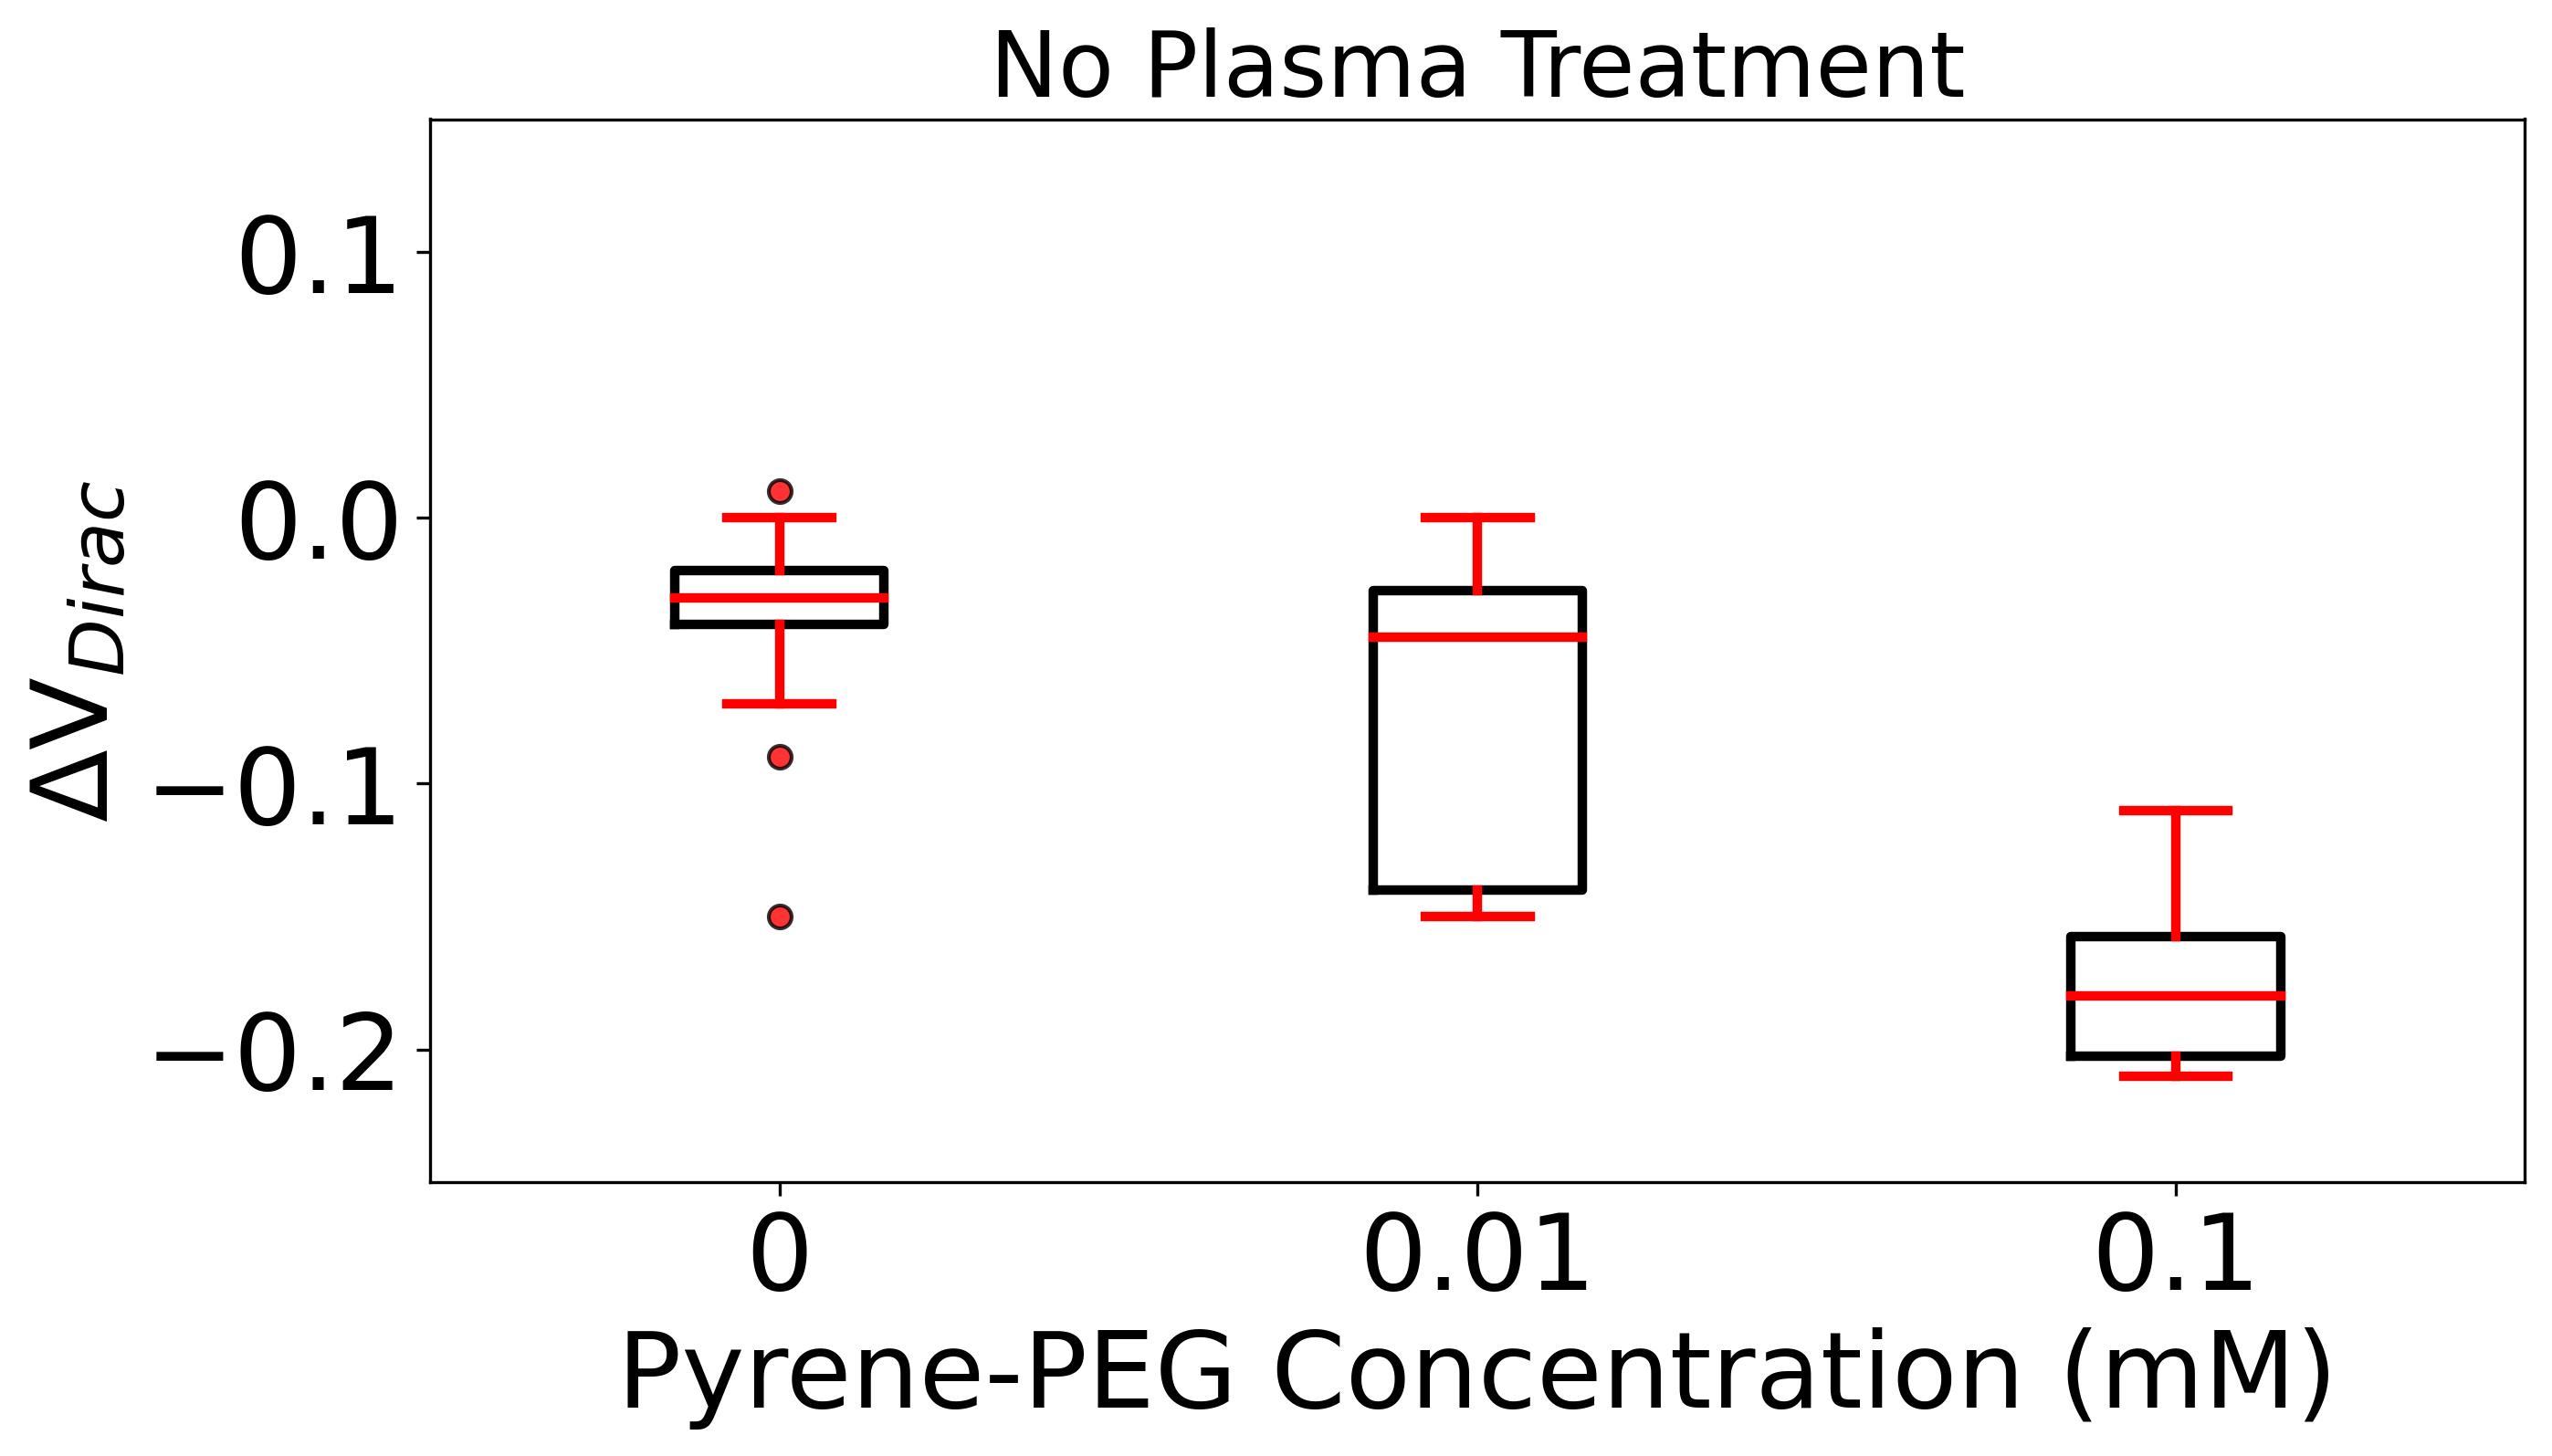 No Plasma Treatment
ΔV_Dirac
0.1
0.0
−0.1
−0.2
0 0.01 0.1
Pyrene-PEG Concentration (mM)